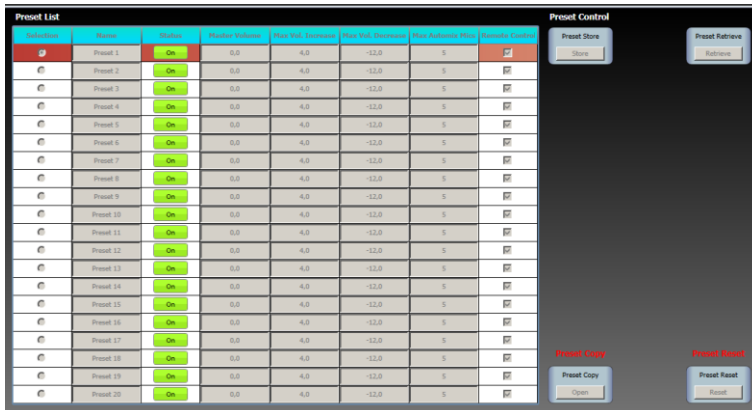 Preset List
Preset Control
Selection Name Status Master Volume Max Vol. Increase Max Vol. Decrease Max Automix Mics Remote Control
Preset 1 On 0,0 4,0 -12,0 5
Preset 2 On 0,0 4,0 -12,0 5
Preset 3 On 0,0 4,0 -12,0 5
Preset 4 On 0,0 4,0 -12,0 5
Preset 5 On 0,0 4,0 -12,0 5
Preset 6 On 0,0 4,0 -12,0 5
Preset 7 On 0,0 4,0 -12,0 5
Preset 8 On 0,0 4,0 -12,0 5
Preset 9 On 0,0 4,0 -12,0 5
Preset 10 On 0,0 4,0 -12,0 5
Preset 11 On 0,0 4,0 -12,0 5
Preset 12 On 0,0 4,0 -12,0 5
Preset 13 On 0,0 4,0 -12,0 5
Preset 14 On 0,0 4,0 -12,0 5
Preset 15 On 0,0 4,0 -12,0 5
Preset 16 On 0,0 4,0 -12,0 5
Preset 17 On 0,0 4,0 -12,0 5
Preset 18 On 0,0 4,0 -12,0 5
Preset 19 On 0,0 4,0 -12,0 5
Preset 20 On 0,0 4,0 -12,0 5
Preset Store
Store
Preset Retrieve
Retrieve
Preset Copy
Preset Reset
Preset Copy
Open
Preset Reset
Reset